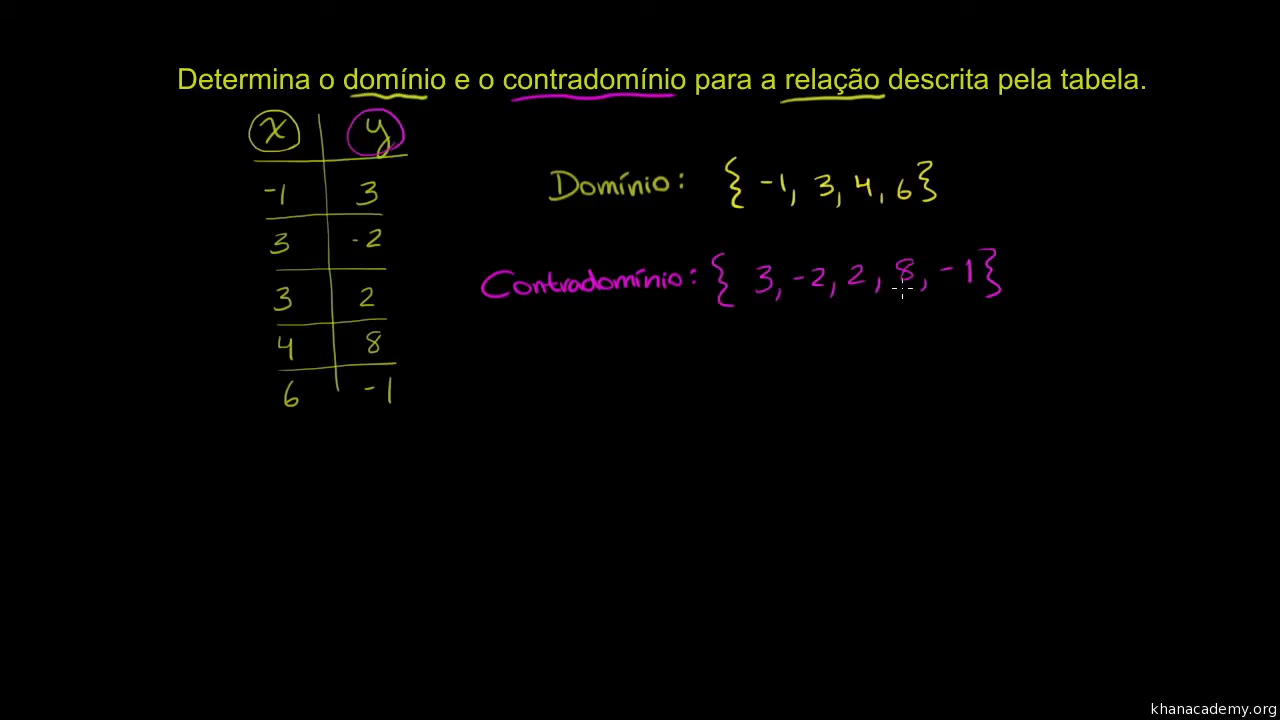 Determina o domínio e o contradomínio para a relação descrita pela tabela.
x y
-1 3
3 -2
3 2
4 8
6 -1
Domínio: { -1, 3, 4, 6}
Contradomínio: { 3, -2, 2, 8, -1}
khanacademy.org